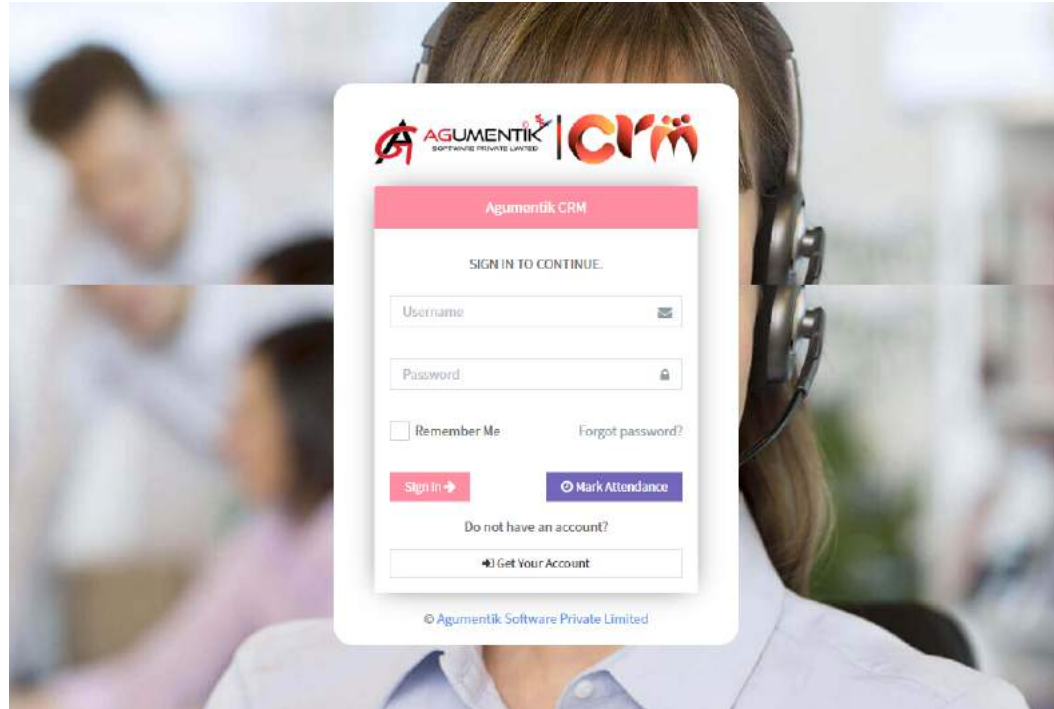 AGUMENTIK | crm
SOFTWARE PRIVATE LIMITED
Agumentik CRM
SIGN IN TO CONTINUE.
Username
Password
Remember Me Forgot password?
Sign In Mark Attendance
Do not have an account?
Get Your Account
© Agumentik Software Private Limited